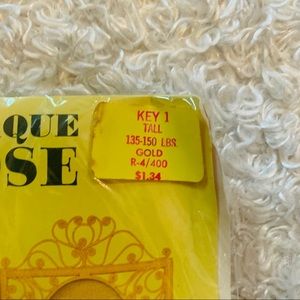 KEY 1
TALL
135-150 LBS.
GOLD
R-4/400
$1.34
QUE
SE